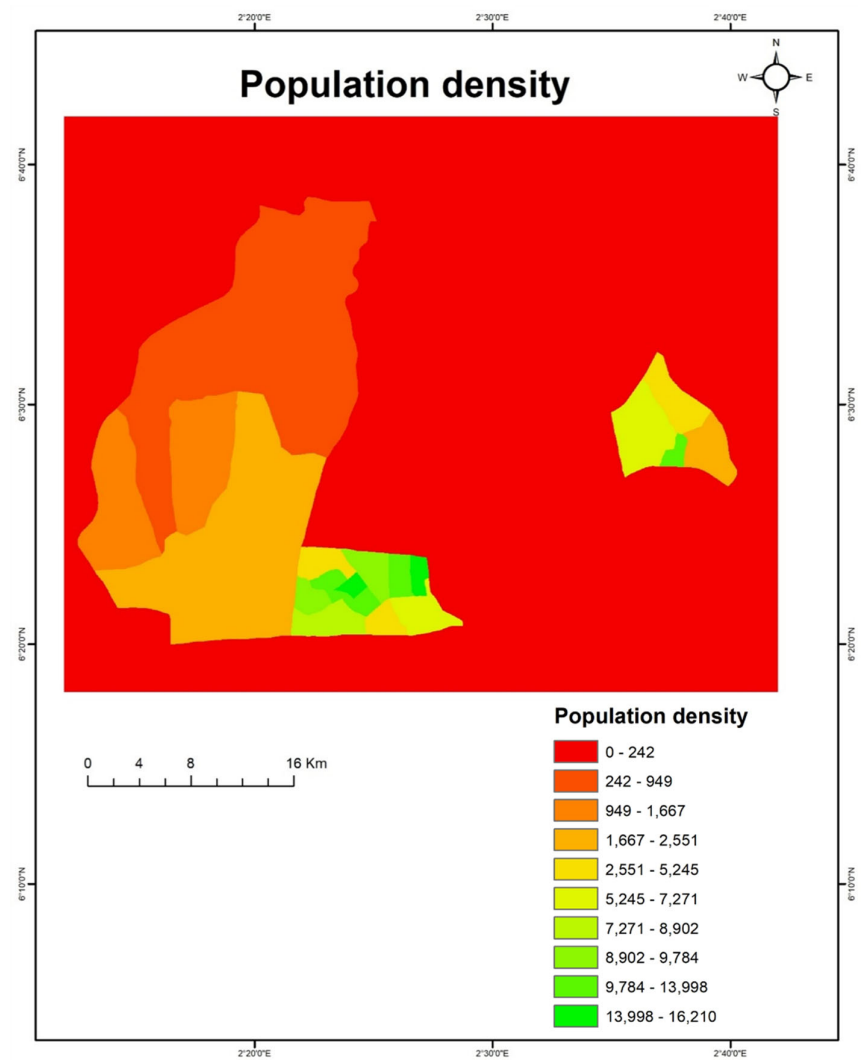 2°20'0"E 2°30'0"E 2°40'0"E
Population density
N
W E
S
6°40'0"N 6°40'0"N
6°30'0"N 6°30'0"N
6°20'0"N 6°20'0"N
Population density
0 - 242
0 4 8 16 Km
242 - 949
949 - 1,667
1,667 - 2,551
2,551 - 5,245
6°10'0"N 6°10'0"N
5,245 - 7,271
7,271 - 8,902
8,902 - 9,784
9,784 - 13,998
13,998 - 16,210
2°20'0"E 2°30'0"E 2°40'0"E